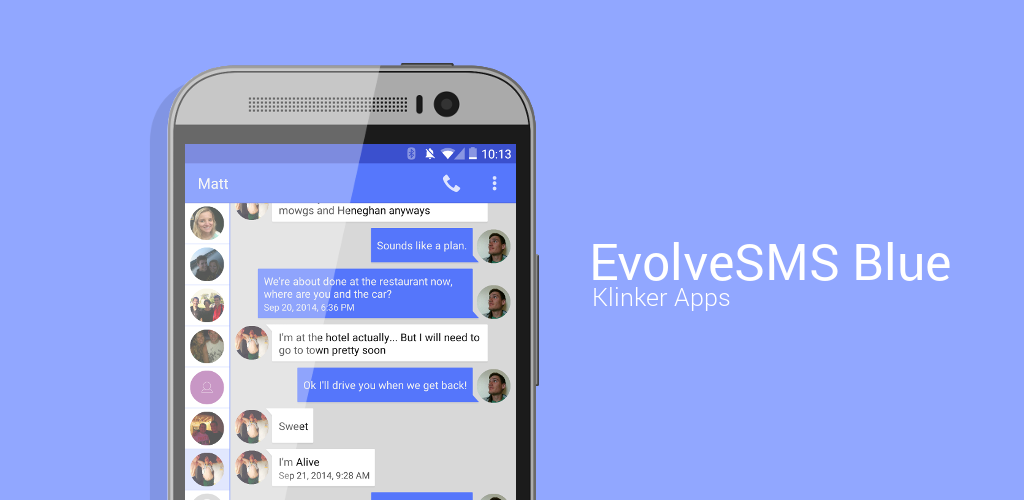 10:13
Matt
mowgs and Heneghan anyways
Sounds like a plan.
We're about done at the restaurant now,
where are you and the car?
Sep 20, 2014, 6:36 PM
I'm at the hotel actually... But I will need to
go to town pretty soon
Ok I'll drive you when we get back!
Sweet
I'm Alive
Sep 21, 2014, 9:28 AM
EvolveSMS Blue
Klinker Apps